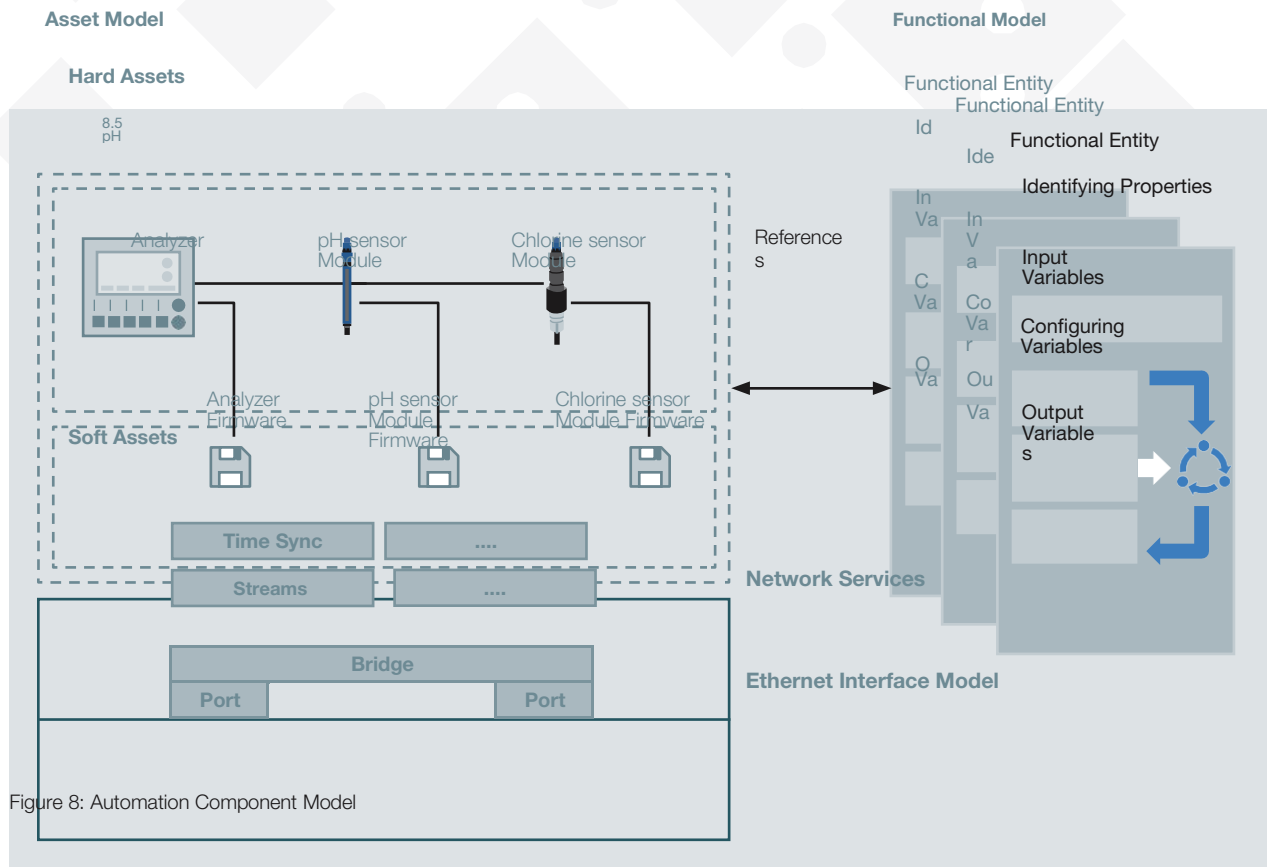 Asset Model
Functional Model
Hard Assets
Functional Entity
Functional Entity
Functional Entity
8.5
pH
Id
Ide
Identifying Properties
Analyzer
pH sensor
Module
Chlorine sensor
Module
Reference
s
In
Va
In
V
a
Input
Variables
C
Va
Co
Va
r
Configuring
Variables
O
Va
Ou
Va
Output
Variable
s
Analyzer
Firmware
pH sensor
Module
Firmware
Chlorine sensor
Module Firmware
Soft Assets
Time Sync
....
Streams
....
Network Services
Bridge
Port
Port
Ethernet Interface Model
Figure 8: Automation Component Model